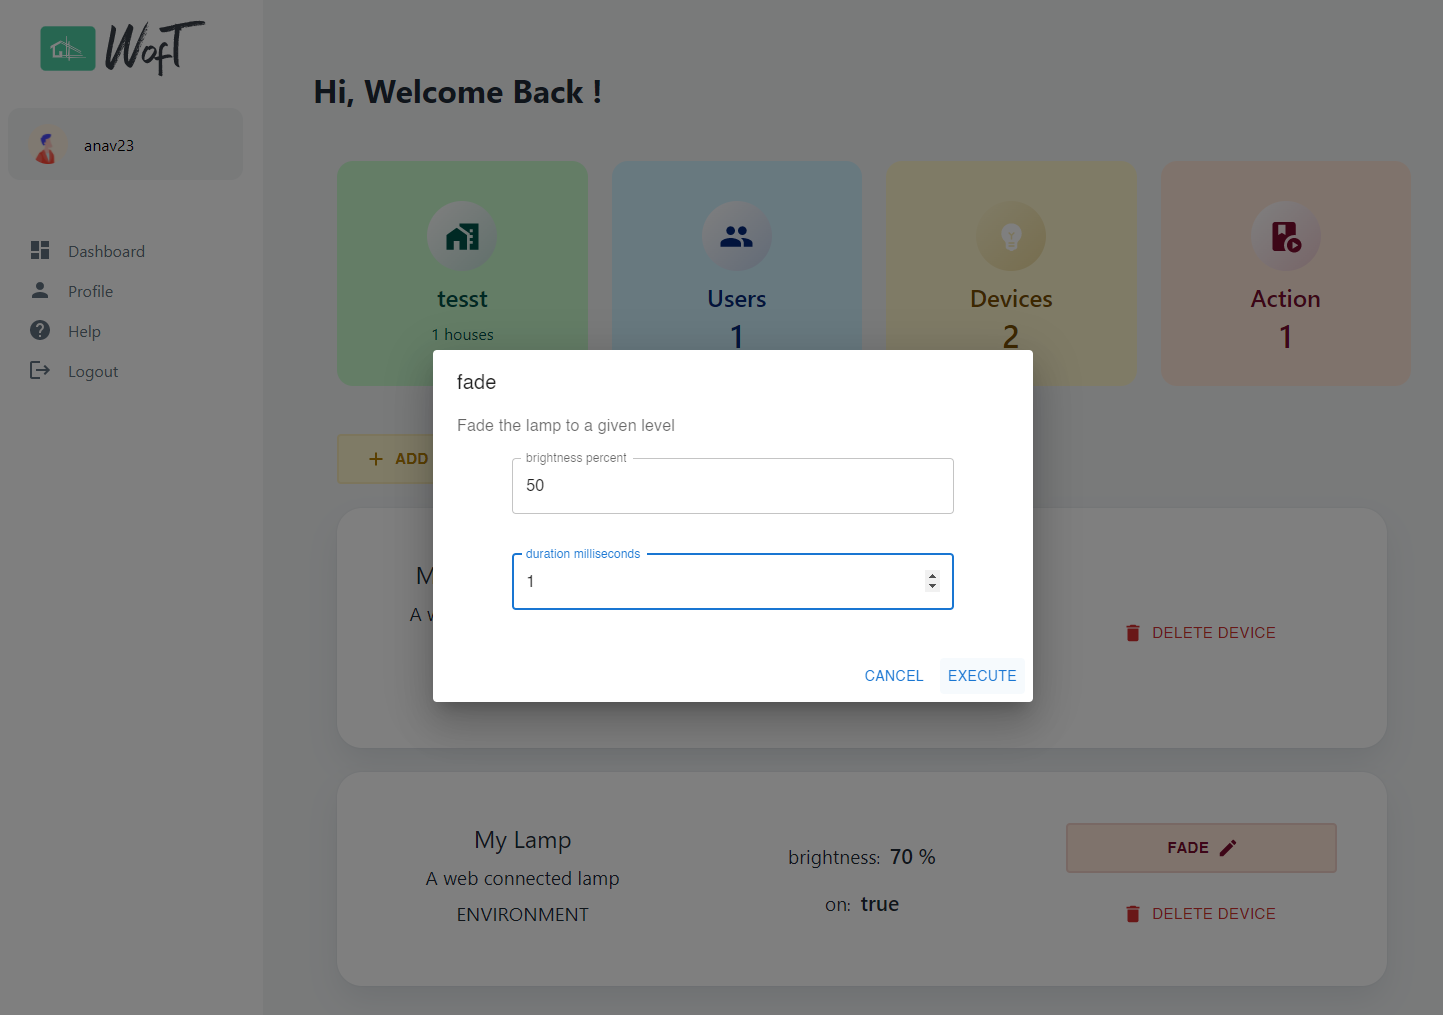 WofT
Hi, Welcome Back !
anav23
Dashboard
Profile
Help
Logout
tesst
1 houses
Users
1
Devices
2
Action
1
ADD
fade
Fade the lamp to a given level
brightness percent
50
duration milliseconds
1
CANCEL
EXECUTE
DELETE DEVICE
My Lamp
A web connected lamp
ENVIRONMENT
brightness: 70 %
on: true
FADE
DELETE DEVICE